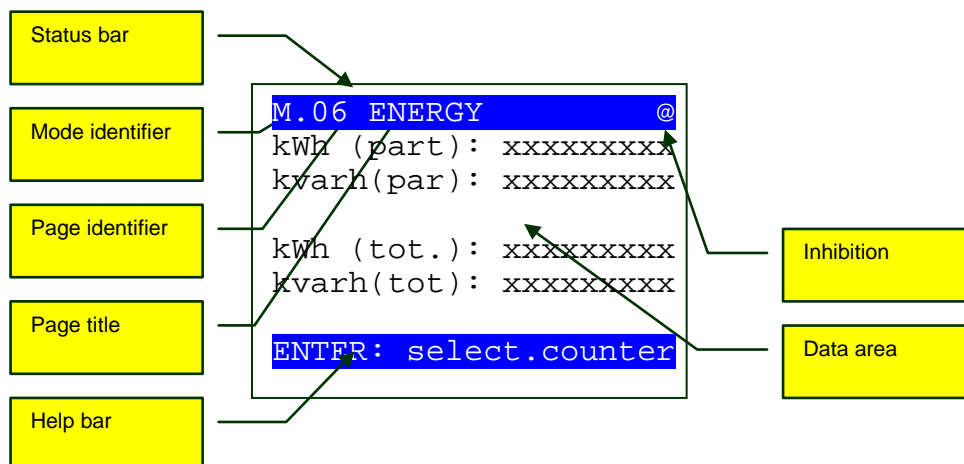 Status bar
Mode identifier
Page identifier
Page title
Help bar
M.06 ENERGY @
kWh (part): xxxxxxxxx
kvarh(par): xxxxxxxxx
kWh (tot.): xxxxxxxxx
kvarh(tot): xxxxxxxxx
ENTER: select.counter
Inhibition
Data area